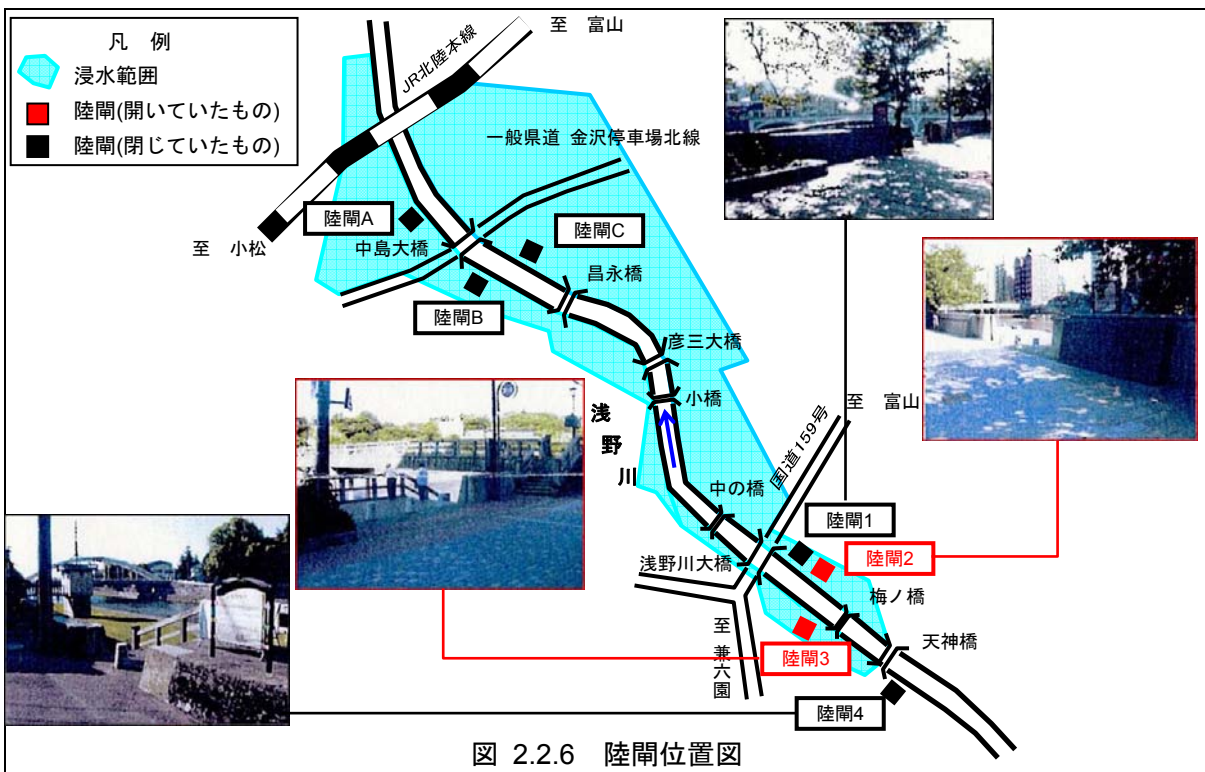 凡 例
浸水範囲
陸閘(開いていたもの)
陸閘(閉じていたもの)
至 富山
JR北陸本線
一般県道 金沢停車場北線
陸閘A
陸閘C
至 小松
中島大橋
昌永橋
陸閘B
彦三大橋
小橋
至 富山
浅野川
国道159号
中の橋
陸閘1
陸閘2
浅野川大橋
梅ノ橋
至 兼六園
天神橋
陸閘3
陸閘4
図 2.2.6 陸閘位置図